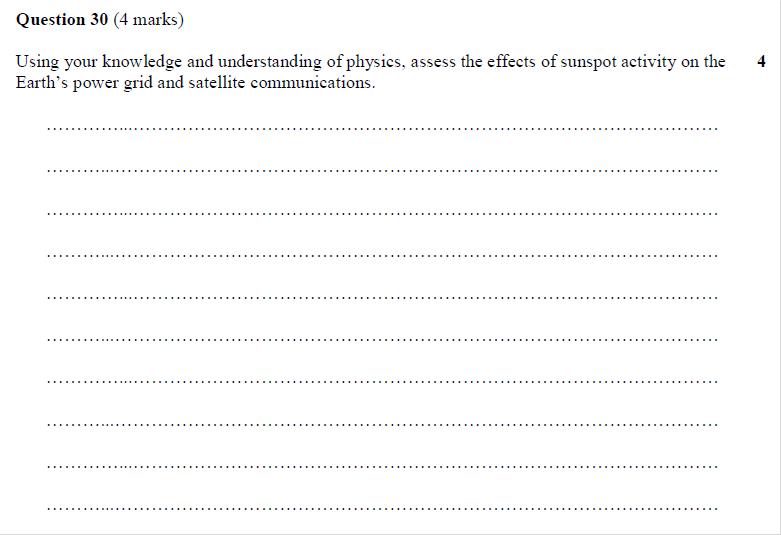 Question 30 (4 marks)
Using your knowledge and understanding of physics, assess the effects of sunspot activity on the 4
Earth's power grid and satellite communications.